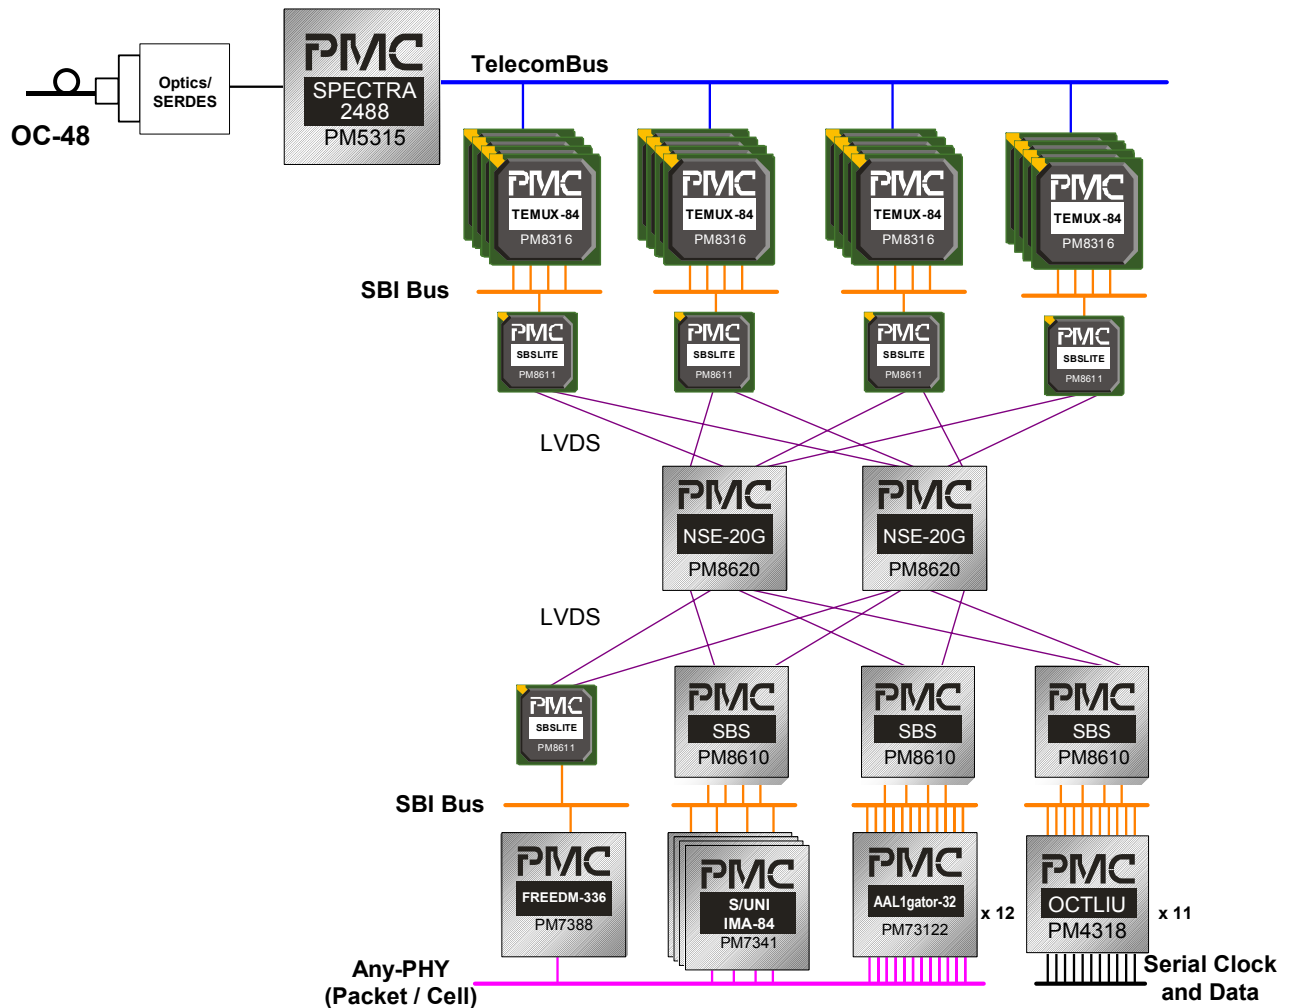 OC-48
Optics/
SERDES
PMC
SPECTRA
2488
PM5315
TelecomBus
PMC
TEMUX-84
PM8316
PMC
TEMUX-84
PM8316
PMC
TEMUX-84
PM8316
PMC
TEMUX-84
PM8316
SBI Bus
PMC
SBSLITE
PM8611
PMC
SBSLITE
PM8611
PMC
SBSLITE
PM8611
PMC
SBSLITE
PM8611
LVDS
PMC
NSE-20G
PM8620
PMC
NSE-20G
PM8620
LVDS
PMC
SBSLITE
PM8611
PMC
SBS
PM8610
PMC
SBS
PM8610
PMC
SBS
PM8610
SBI Bus
PMC
FREEDM-336
PM7388
PMC
S/UNI
IMA-84
PM7341
PMC
AAL1gator-32
PM73122
x 12
PMC
OCTLIU
PM4318
x 11
Any-PHY
(Packet / Cell)
Serial Clock
and Data